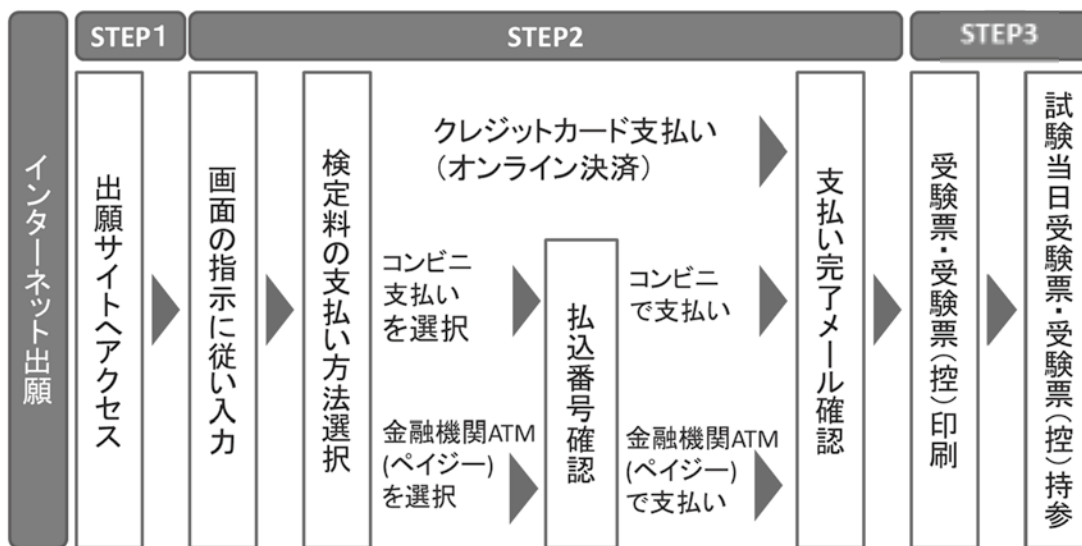 STEP1
STEP2
STEP3
インターネット出願
出願サイトへアクセス
画面の指示に従い入力
検定料の支払い方法選択
クレジットカード支払い
（オンライン決済）
コンビニ
支払い
を選択
金融機関ATM
(ペイジー)
を選択
払込番号確認
コンビニ
で支払い
金融機関ATM
(ペイジー)
で支払い
支払い完了メール確認
受験票・受験票（控）印刷
試験当日受験票・受験票（控）持参